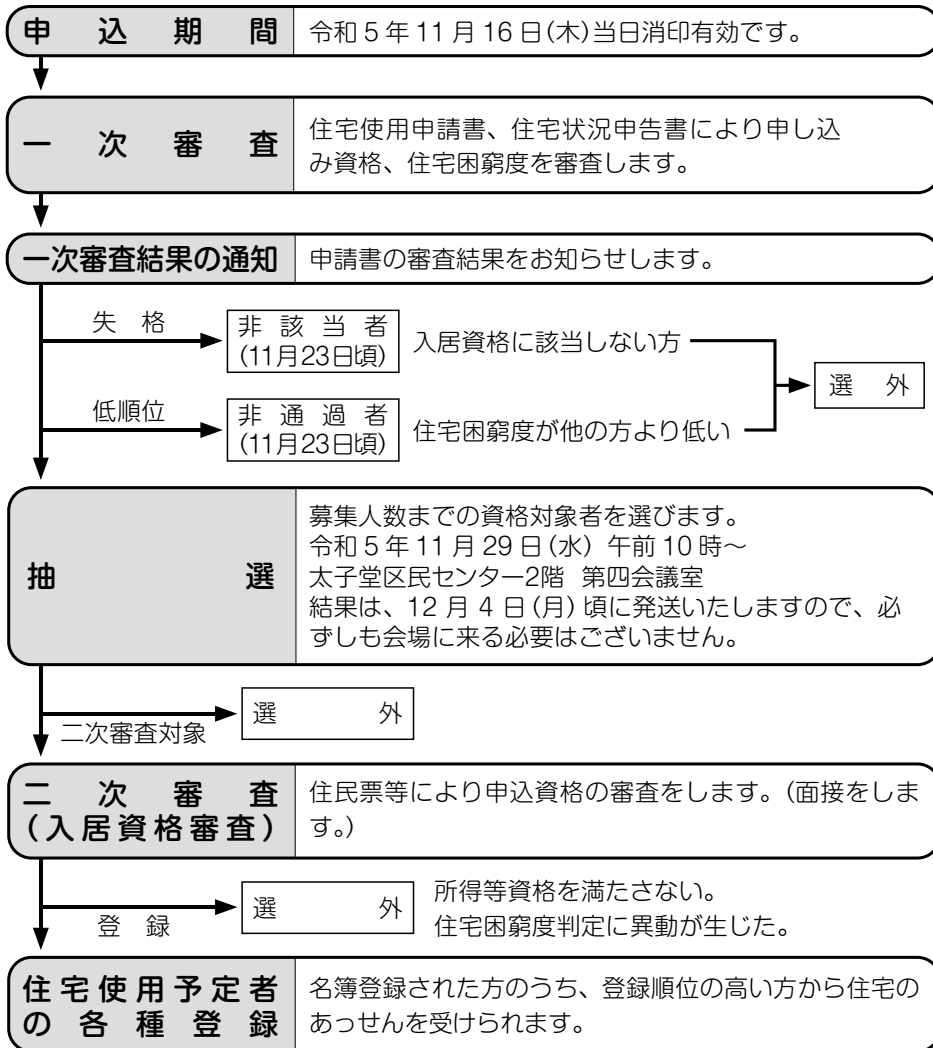 申込期間
令和5年11月16日(木)当日消印有効です。
一次審査
住宅使用申請書、住宅状況申告書により申し込
み資格、住宅困窮度を審査します。
一次審査結果の通知
申請書の審査結果をお知らせします。
失格
非該当者
(11月23日頃)
入居資格に該当しない方
選外
低順位
非通過者
(11月23日頃)
住宅困窮度が他の方より低い
抽選
募集人数までの資格対象者を選びます。
令和5年11月29日(水) 午前10時~
太子堂区民センター2階 第四会議室
結果は、12月4日(月)頃に発送いたしますので、必
ずしも会場に来る必要はございません。
選外
二次審査対象
二次審査
(入居資格審査)
住民票等により申込資格の審査をします。(面接をしま
す。)
選外
登録
所得等資格を満たさない。
住宅困窮度判定に異動が生じた。
住宅使用予定者
の各種登録
名簿登録された方のうち、登録順位の高い方から住宅の
あっせんを受けられます。